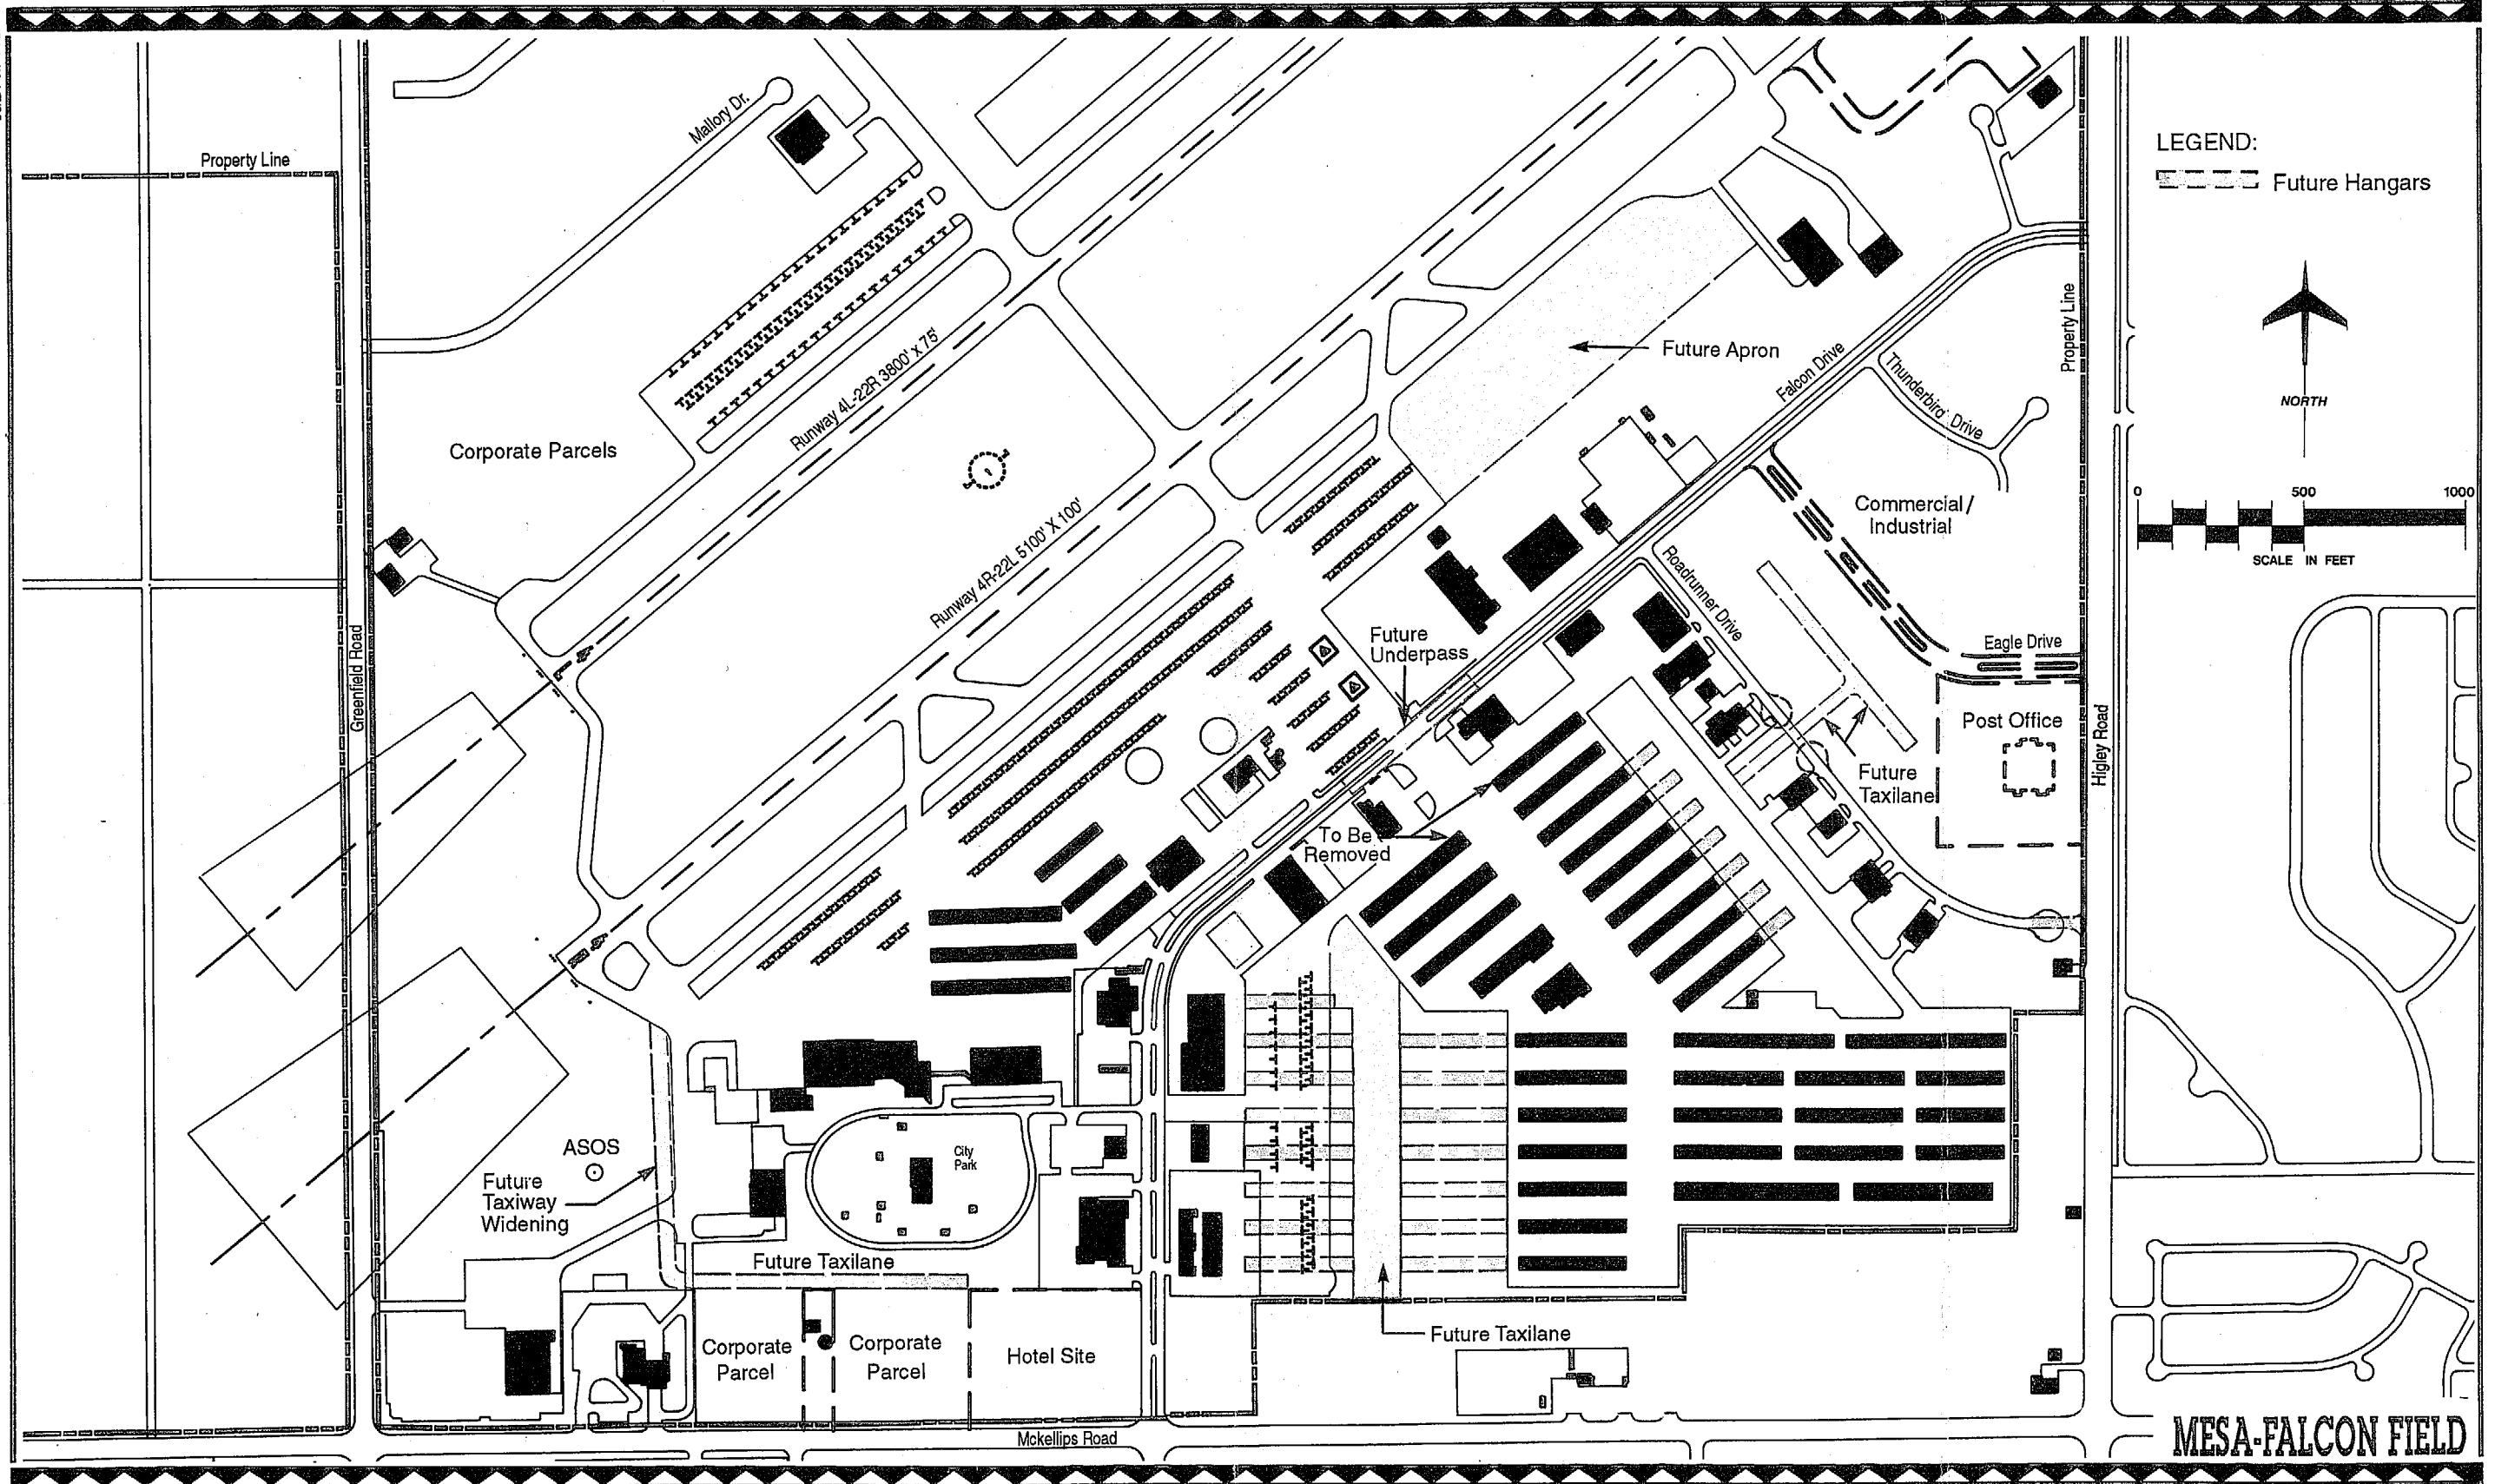 Mallory Dr.
Property Line
LEGEND:
Future Hangars
Property Line
Future Apron
Falcon Drive
Thunderbird Drive
NORTH
Runway 4L-22R 3800' x 75'
Corporate Parcels
0 500 1000
SCALE IN FEET
Commercial/
Industrial
Runway 4R-22L 5100' X 100'
Roadrunner Drive
Greenfield Road
Future
Underpass
Eagle Drive
Post Office
Higley Road
Future
Taxilane
To Be
Removed
ASOS
City
Park
Future
Taxiway
Widening
Future Taxilane
Future Taxilane
Corporate
Parcel
Corporate
Parcel
Hotel Site
Mckellips Road
MESA-FALCON FIELD